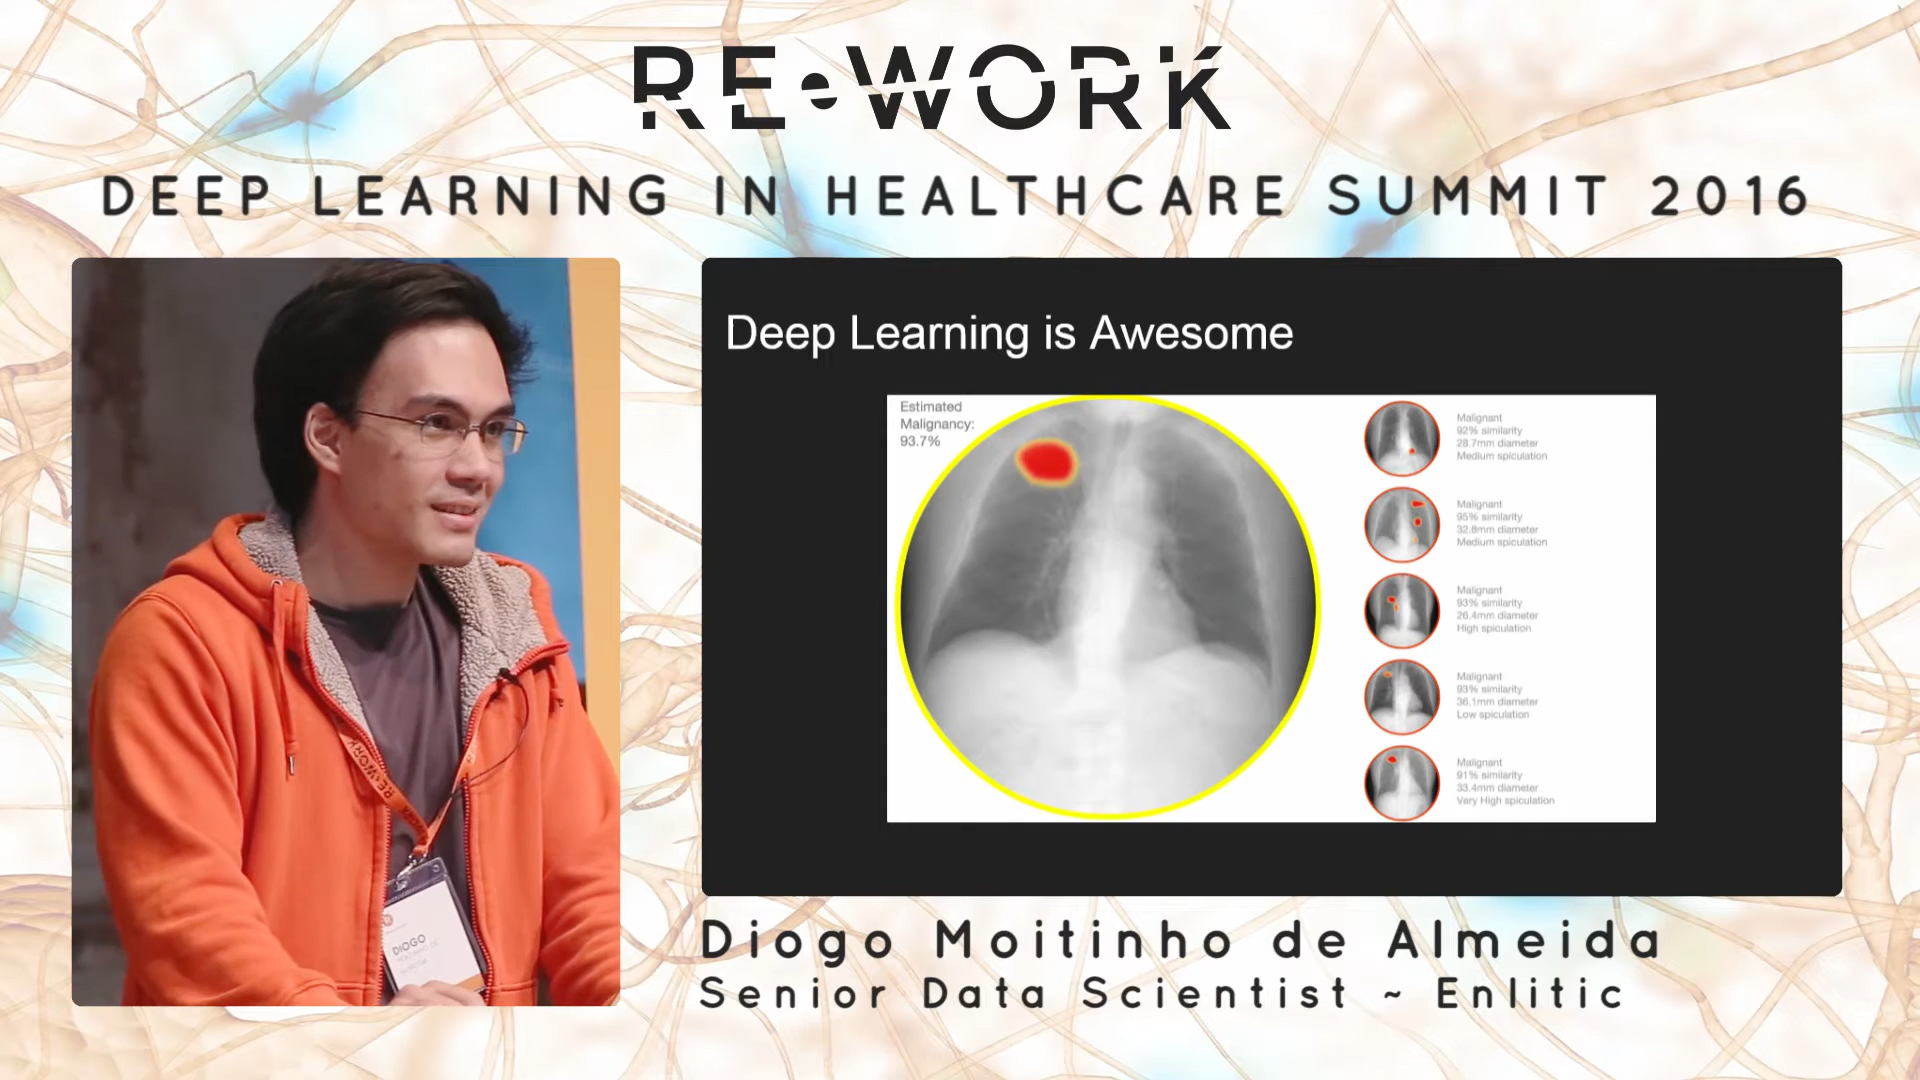 RE•WORK
DEEP LEARNING IN HEALTHCARE SUMMIT 2016
Deep Learning is Awesome
Estimated
Malignancy:
93.7%
Malignant
92% similarity
28.7mm diameter
Medium spiculation
Malignant
95% similarity
32.8mm diameter
Medium spiculation
Malignant
93% similarity
26.4mm diameter
High spiculation
Malignant
93% similarity
36.1mm diameter
Low spiculation
Malignant
91% similarity
33.4mm diameter
Very High spiculation
RE•WORK
DIOGO
Diogo Moitinho de Almeida
Senior Data Scientist ~ Enlitic